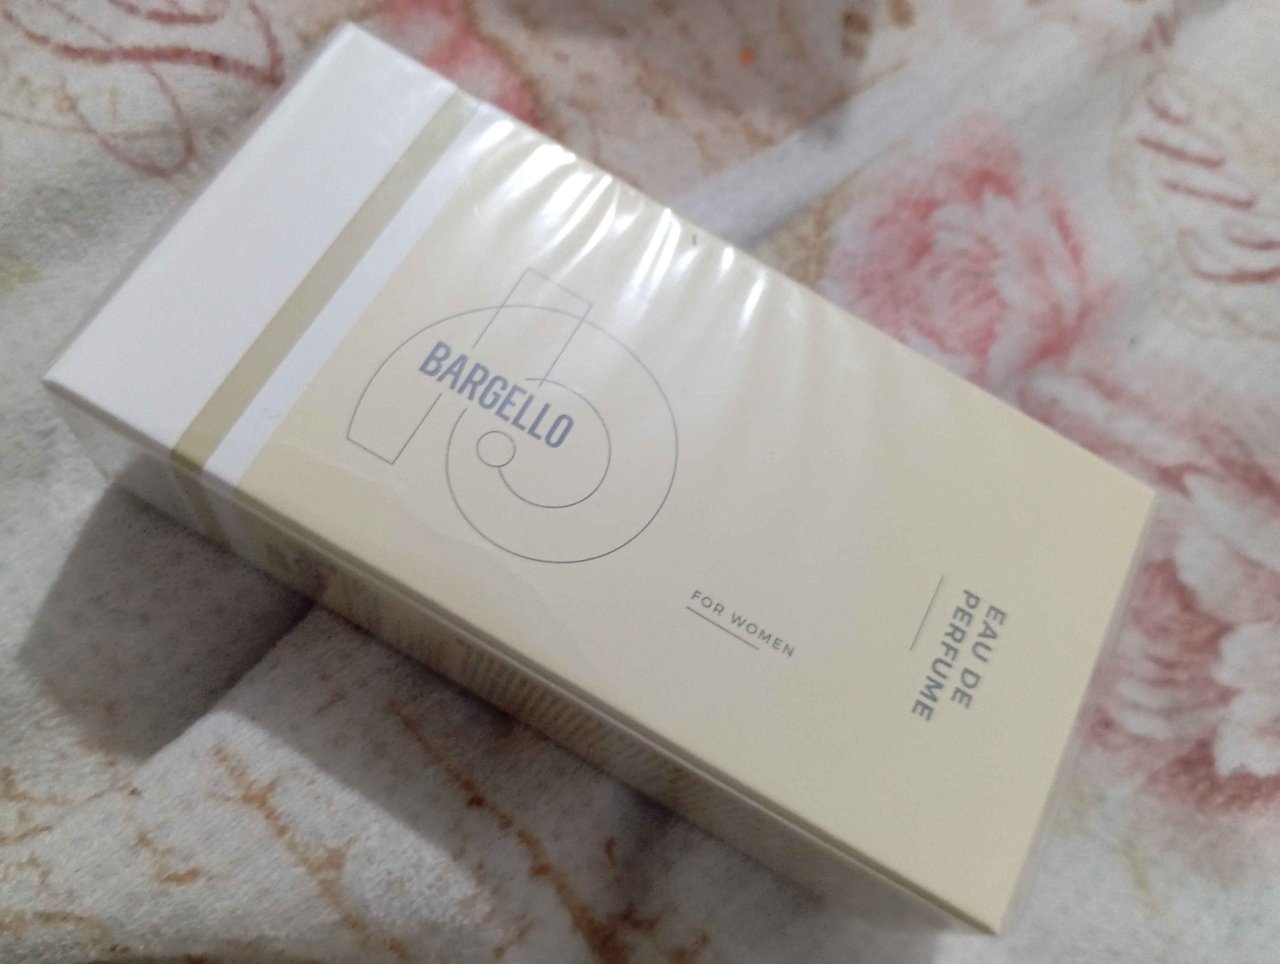 BARGELLO
FOR WOMEN
EAU DE
PERFUME